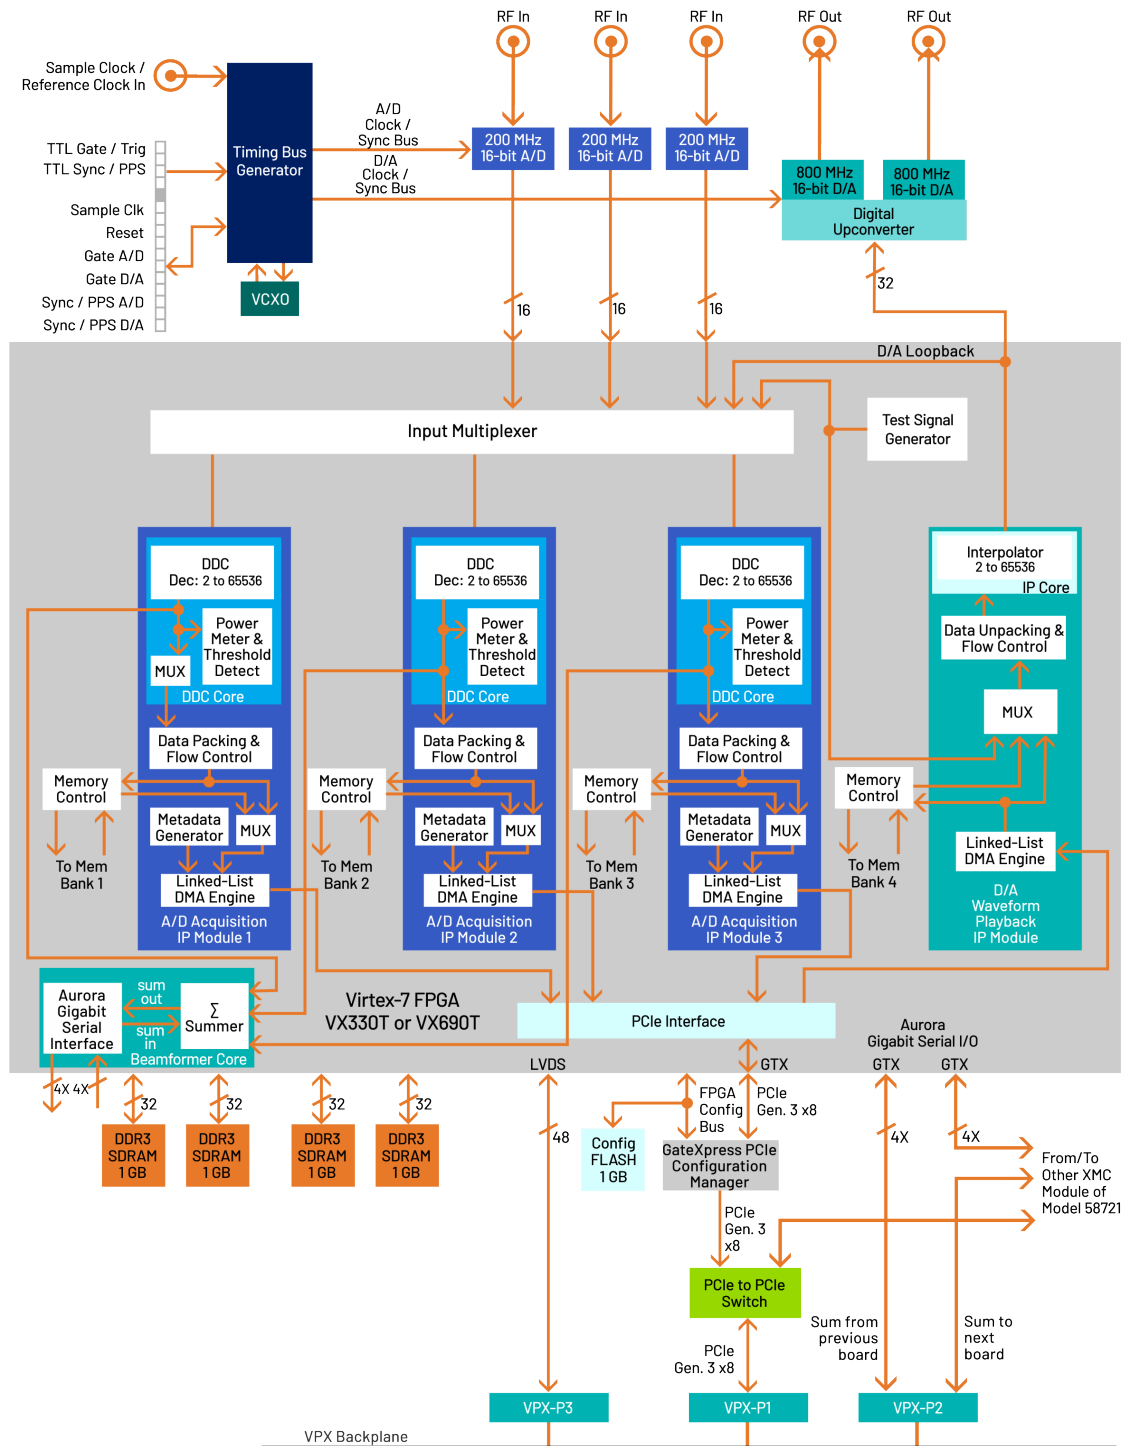 RF In
RF In
RF In
RF Out
RF Out
Sample Clock /
Reference Clock In
TTL Gate / Trig
TTL Sync / PPS
Sample Clk
Reset
Gate A/D
Gate D/A
Sync / PPS A/D
Sync / PPS D/A
Timing Bus
Generator
VCXO
A/D
Clock /
Sync Bus
D/A
Clock /
Sync Bus
200 MHz
16-bit A/D
200 MHz
16-bit A/D
200 MHz
16-bit A/D
800 MHz
16-bit D/A
800 MHz
16-bit D/A
Digital
Upconverter
16
16
16
32
D/A Loopback
Input Multiplexer
Test Signal
Generator
DDC
Dec: 2 to 65536
Power
Meter &
Threshold
Detect
MUX
DDC Core
Data Packing &
Flow Control
Memory
Control
Metadata
Generator
MUX
To Mem
Bank 1
Linked-List
DMA Engine
A/D Acquisition
IP Module 1
DDC
Dec: 2 to 65536
Power
Meter &
Threshold
Detect
DDC Core
Data Packing &
Flow Control
Memory
Control
Metadata
Generator
MUX
To Mem
Bank 2
Linked-List
DMA Engine
A/D Acquisition
IP Module 2
DDC
Dec: 2 to 65536
Power
Meter &
Threshold
Detect
DDC Core
Data Packing &
Flow Control
Memory
Control
Metadata
Generator
MUX
To Mem
Bank 3
Linked-List
DMA Engine
A/D Acquisition
IP Module 3
Interpolator
2 to 65536
IP Core
Data Unpacking &
Flow Control
MUX
Memory
Control
To Mem
Bank 4
Linked-List
DMA Engine
D/A
Waveform
Playback
IP Module
Aurora
Gigabit
Serial
Interface
sum
out
sum
in
Σ
Summer
Beamformer Core
Virtex-7 FPGA
VX330T or VX690T
PCIe Interface
Aurora
Gigabit Serial I/O
LVDS
GTX
GTX
GTX
4X 4X
32
32
32
32
DDR3
SDRAM
1 GB
DDR3
SDRAM
1 GB
DDR3
SDRAM
1 GB
DDR3
SDRAM
1 GB
48
FPGA
Config
Bus
PCIe
Gen. 3 x8
Config
FLASH
1 GB
GateXpress PCIe
Configuration
Manager
4X
4X
From/To
Other XMC
Module of
Model 58721
PCIe
Gen. 3
x8
PCIe to PCIe
Switch
PCIe
Gen. 3 x8
Sum from
previous
board
Sum to
next
board
VPX-P3
VPX-P1
VPX-P2
VPX Backplane